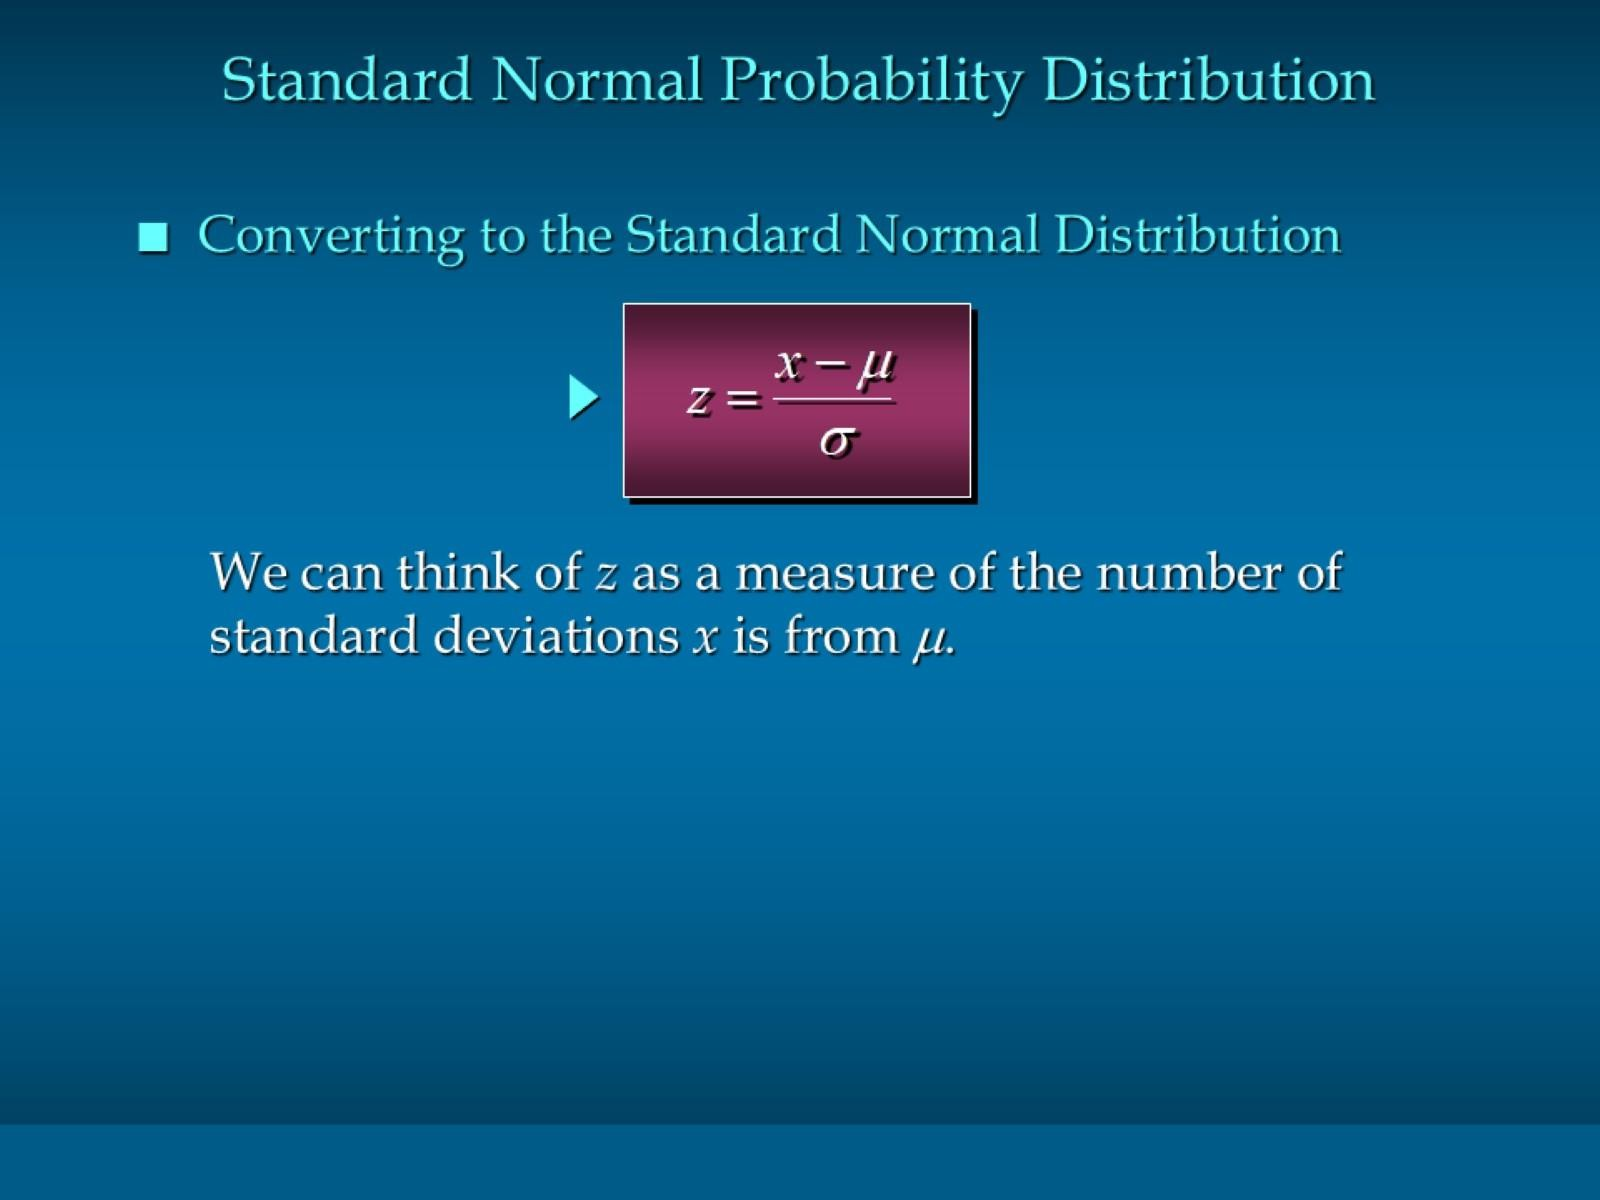 Standard Normal Probability Distribution
Converting to the Standard Normal Distribution
z = (x − μ) / σ
We can think of z as a measure of the number of
standard deviations x is from μ.